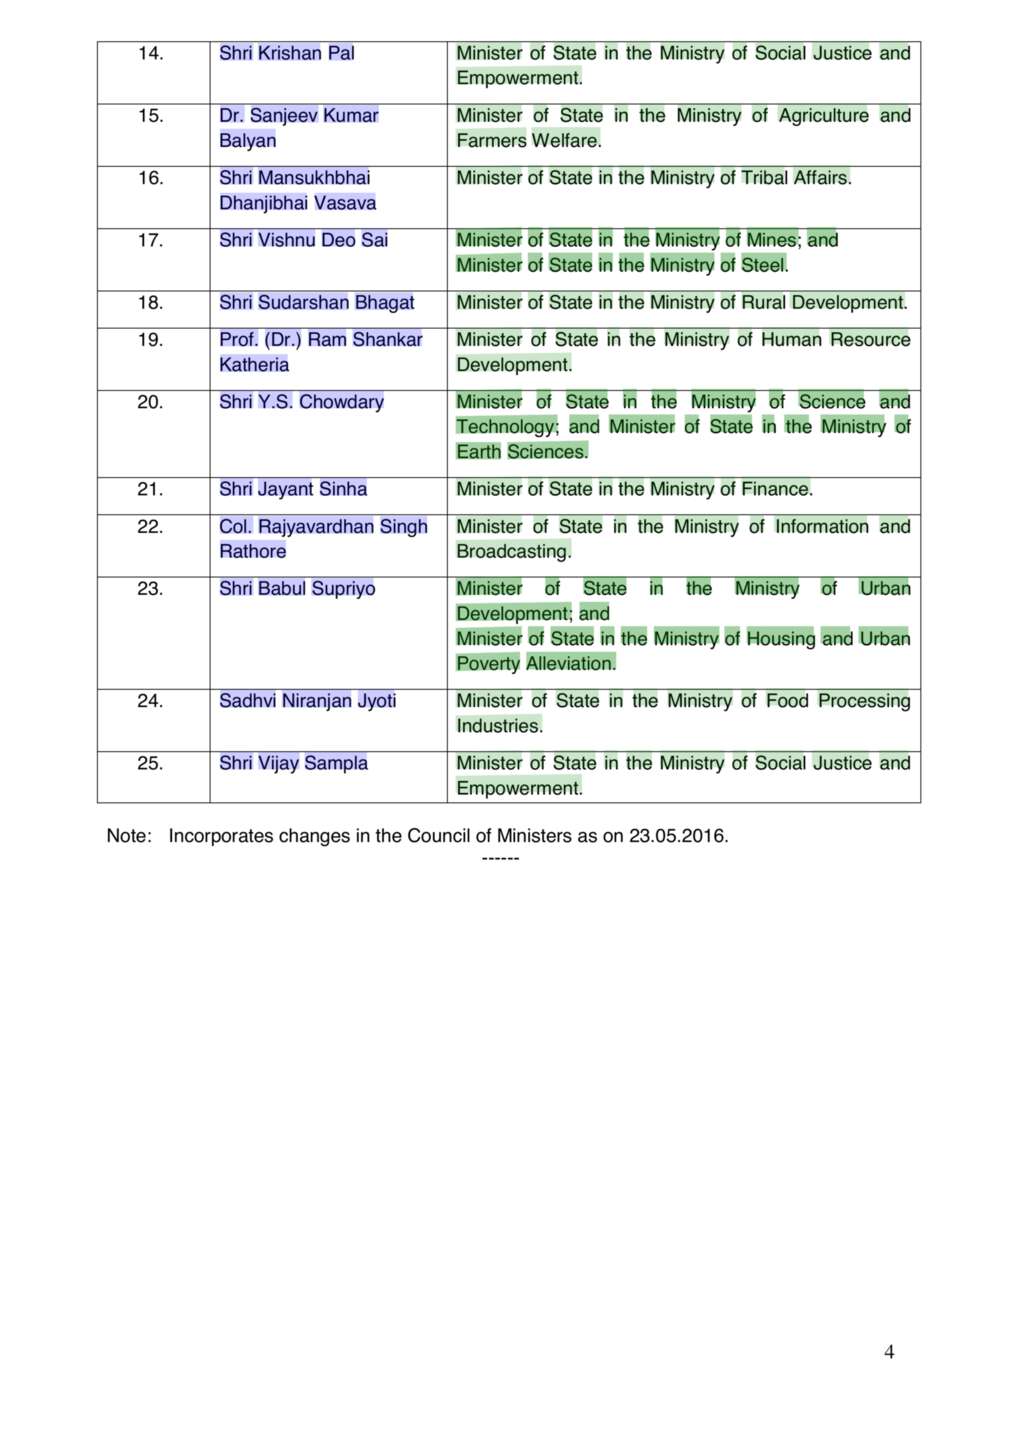 14. Shri Krishan Pal Minister of State in the Ministry of Social Justice and
Empowerment.
15. Dr. Sanjeev Kumar Minister of State in the Ministry of Agriculture and
Balyan Farmers Welfare.
16. Shri Mansukhbhai Minister of State in the Ministry of Tribal Affairs.
Dhanjibhai Vasava
17. Shri Vishnu Deo Sai Minister of State in the Ministry of Mines; and
Minister of State in the Ministry of Steel.
18. Shri Sudarshan Bhagat Minister of State in the Ministry of Rural Development.
19. Prof. (Dr.) Ram Shankar Minister of State in the Ministry of Human Resource
Katheria Development.
20. Shri Y.S. Chowdary Minister of State in the Ministry of Science and
Technology; and Minister of State in the Ministry of
Earth Sciences.
21. Shri Jayant Sinha Minister of State in the Ministry of Finance.
22. Col. Rajyavardhan Singh Minister of State in the Ministry of Information and
Rathore Broadcasting.
23. Shri Babul Supriyo Minister of State in the Ministry of Urban
Development; and
Minister of State in the Ministry of Housing and Urban
Poverty Alleviation.
24. Sadhvi Niranjan Jyoti Minister of State in the Ministry of Food Processing
Industries.
25. Shri Vijay Sampla Minister of State in the Ministry of Social Justice and
Empowerment.
Note: Incorporates changes in the Council of Ministers as on 23.05.2016.
------
4